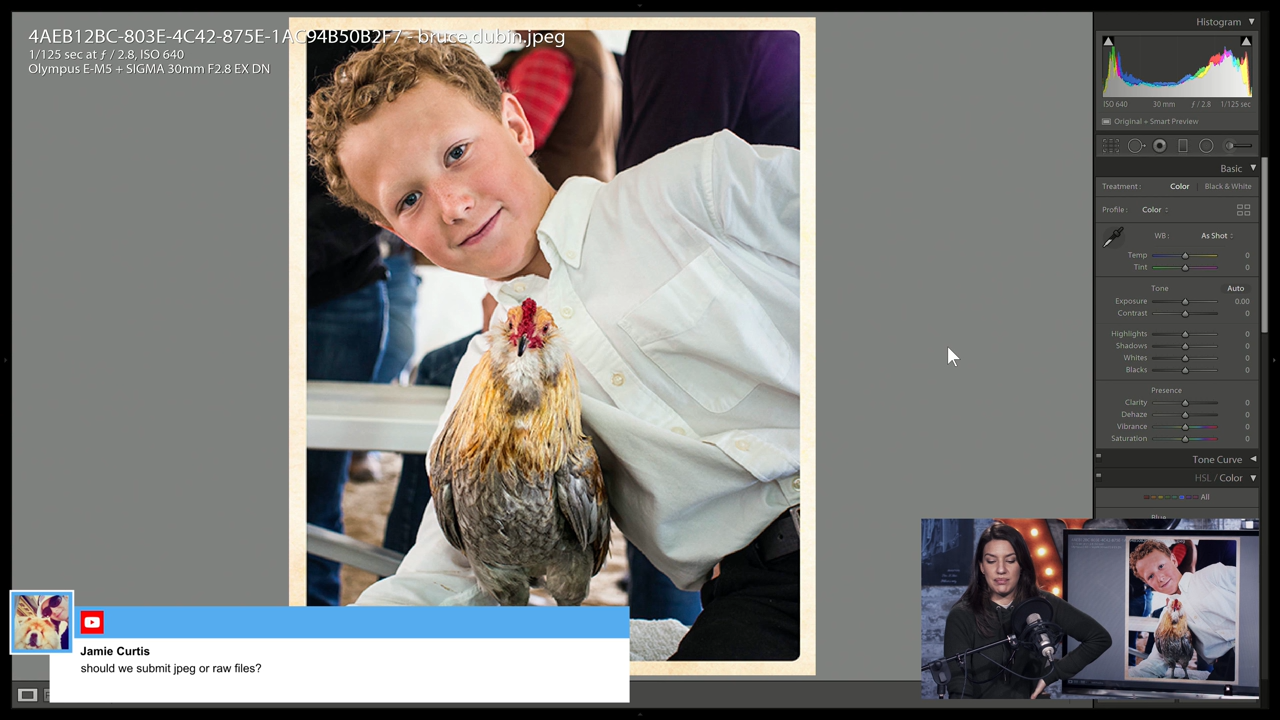 4AEB12BC-803E-4C42-875E-1AC94B50B2F7 - bruce.dubin.jpeg
1/125 sec at ƒ / 2.8, ISO 640
Olympus E-M5 + SIGMA 30mm F2.8 EX DN
Histogram
ISO 640 30 mm ƒ / 2.8 1/125 sec
Original + Smart Preview
Basic
Treatment : Color Black & White
Profile : Color
WB : As Shot
Temp 0
Tint 0
Tone Auto
Exposure 0.00
Contrast 0
Highlights 0
Shadows 0
Whites 0
Blacks 0
Presence
Clarity 0
Dehaze 0
Vibrance 0
Saturation 0
Tone Curve
HSL / Color
All
Blue
Jamie Curtis
should we submit jpeg or raw files?